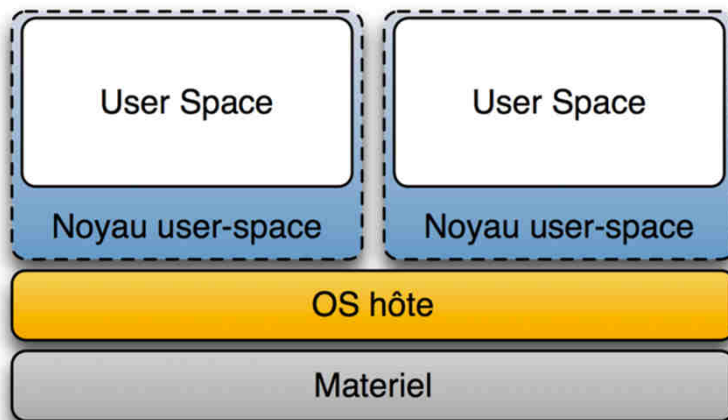 User Space
User Space
Noyau user-space
Noyau user-space
OS hôte
Materiel